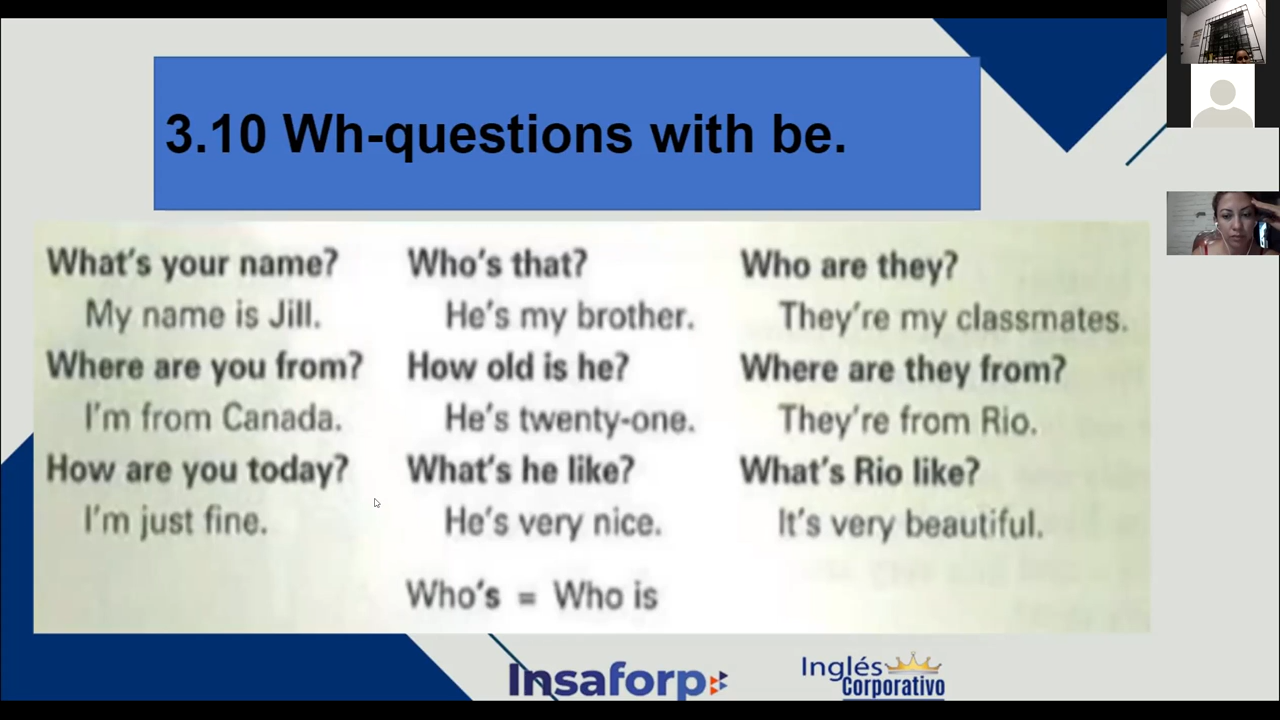 3.10 Wh-questions with be.
What's your name?
My name is Jill.
Where are you from?
I'm from Canada.
How are you today?
I'm just fine.
Who's that?
He's my brother.
How old is he?
He's twenty-one.
What's he like?
He's very nice.
Who's = Who is
Who are they?
They're my classmates.
Where are they from?
They're from Rio.
What's Rio like?
It's very beautiful.
Insaforp
Inglés
Corporativo